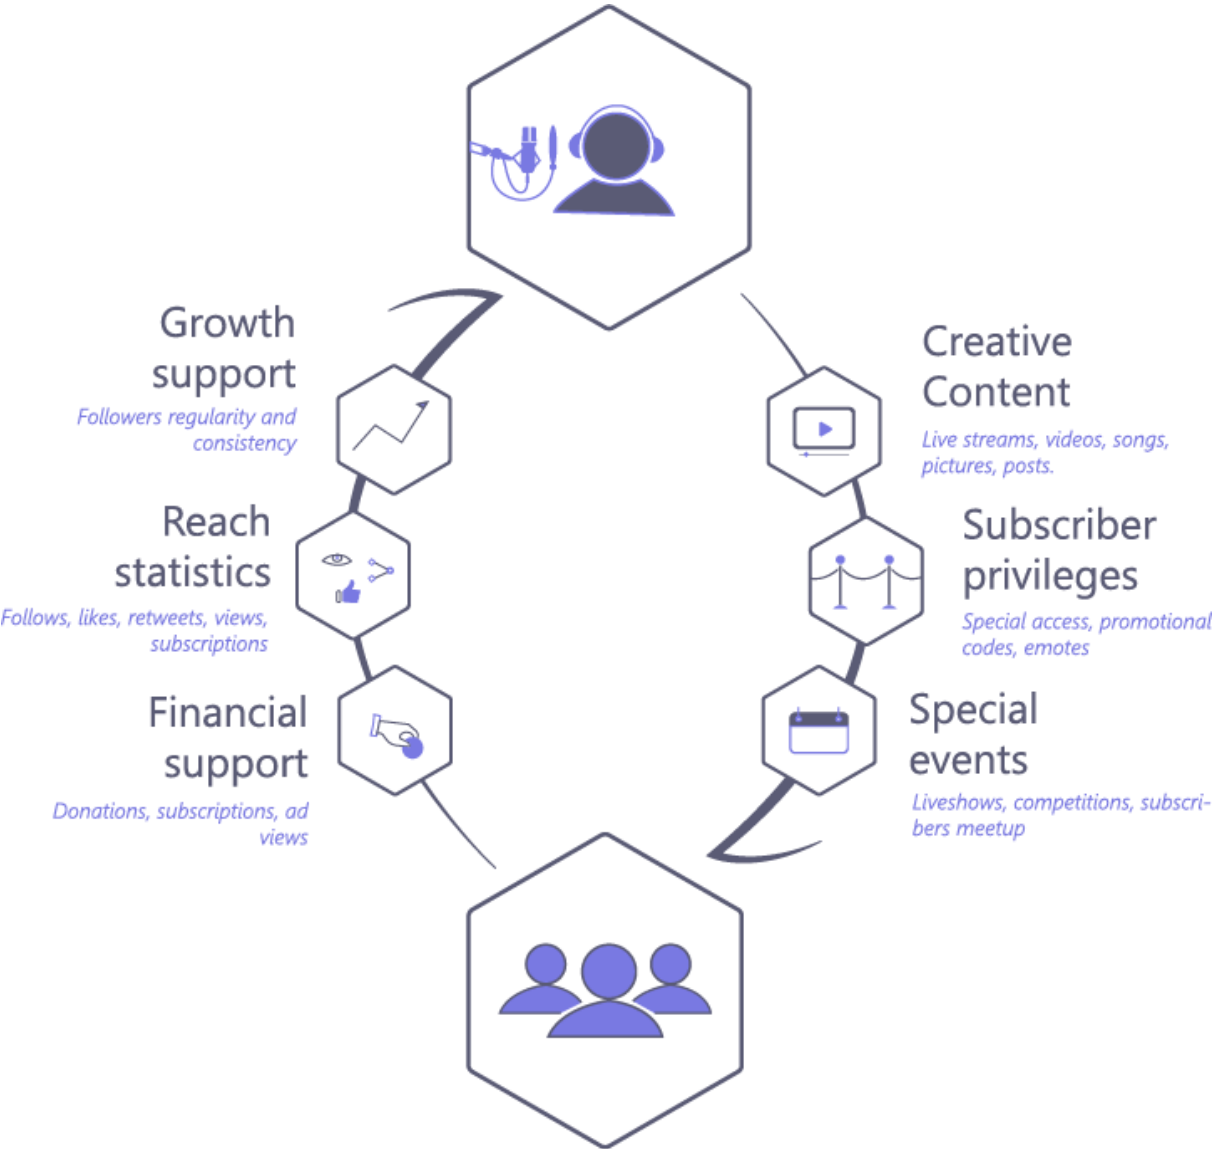 Growth
support
Followers regularity and
consistency
Reach
statistics
Follows, likes, retweets, views,
subscriptions
Financial
support
Donations, subscriptions, ad
views
Creative
Content
Live streams, videos, songs,
pictures, posts.
Subscriber
privileges
Special access, promotional
codes, emotes
Special
events
Liveshows, competitions, subscri-
bers meetup